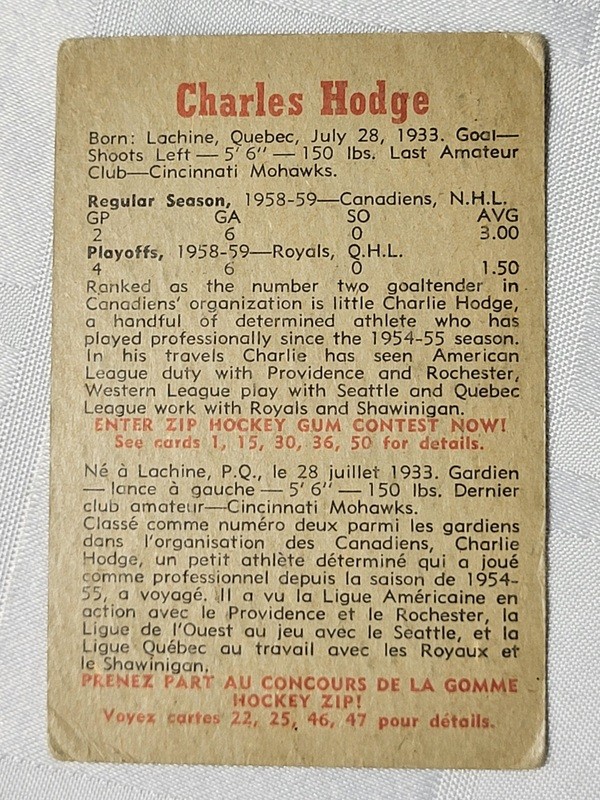 Charles Hodge
Born: Lachine, Quebec, July 28, 1933. Goal—
Shoots Left — 5' 6" — 150 lbs. Last Amateur
Club—Cincinnati Mohawks.
Regular Season, 1958-59—Canadiens, N.H.L.
GP GA SO AVG
2 6 0 3.00
Playoffs, 1958-59—Royals, Q.H.L.
4 6 0 1.50
Ranked as the number two goaltender in
Canadiens' organization is little Charlie Hodge,
a handful of determined athlete who has
played professionally since the 1954-55 season.
In his travels Charlie has seen American
League duty with Providence and Rochester,
Western League play with Seattle and Quebec
League work with Royals and Shawinigan.
ENTER ZIP HOCKEY GUM CONTEST NOW!
See cards 1, 15, 30, 36, 50 for details.
Né à Lachine, P.Q., le 28 juillet 1933. Gardien
— lance à gauche — 5' 6" — 150 lbs. Dernier
club amateur—Cincinnati Mohawks.
Classé comme numéro deux parmi les gardiens
dans l'organisation des Canadiens, Charlie
Hodge, un petit athlète déterminé qui a joué
comme professionnel depuis la saison de 1954-
55, a voyagé. Il a vu la Ligue Américaine en
action avec le Providence et le Rochester, la
Ligue de l'Ouest au jeu avec le Seattle, et la
Ligue Québec au travail avec les Royaux et
le Shawinigan.
PRENEZ PART AU CONCOURS DE LA GOMME
HOCKEY ZIP!
Voyez cartes 22, 25, 46, 47 pour détails.